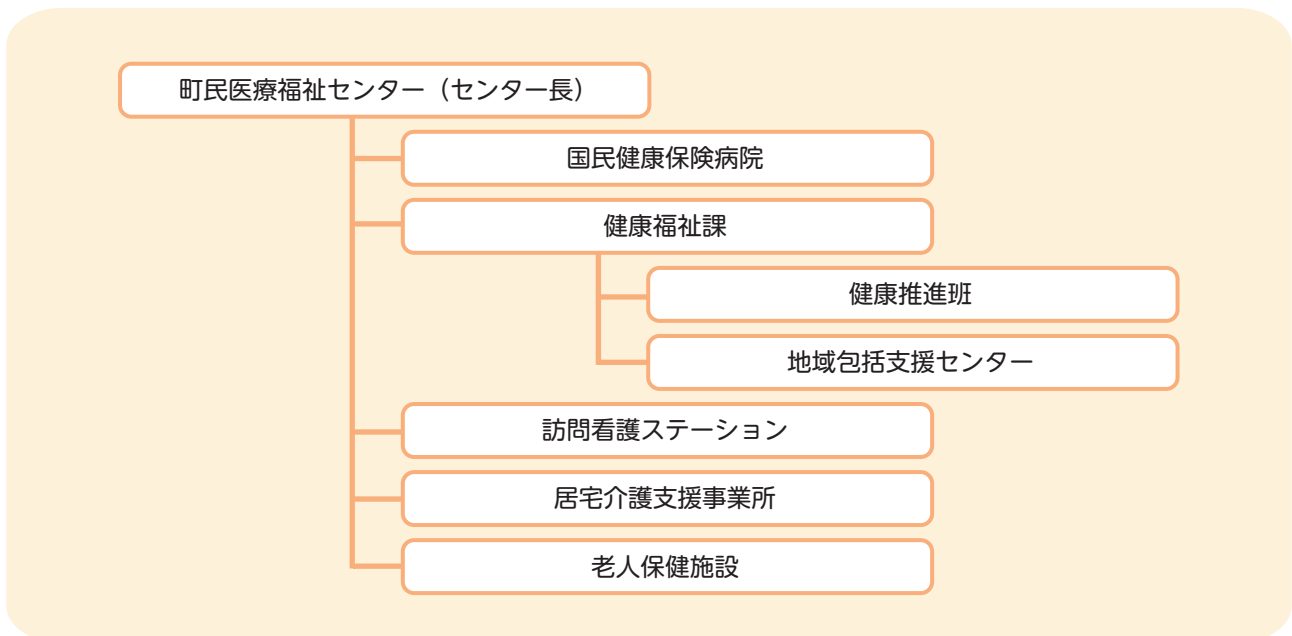 町民医療福祉センター（センター長）
国民健康保険病院
健康福祉課
健康推進班
地域包括支援センター
訪問看護ステーション
居宅介護支援事業所
老人保健施設